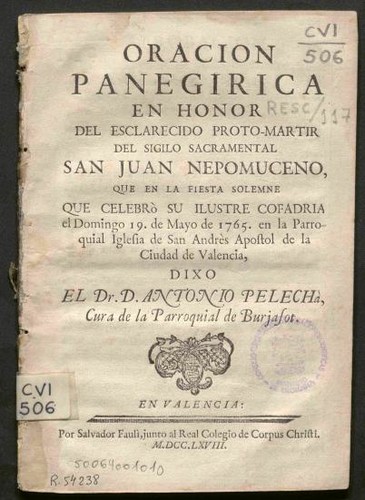 CVI
506
ORACION
PANEGIRICA
EN HONOR
RESC/117
DEL ESCLARECIDO PROTO-MARTIR
DEL SIGILO SACRAMENTAL
SAN JUAN NEPOMUCENO,
QUE EN LA FIESTA SOLEMNE
QUE CELEBRò SU ILUSTRE COFADRIA
el Domingo 19. de Mayo de 1765. en la Parro-
quial Iglesia de San Andrès Apostol de la
Ciudad de Valencia,
DIXO
EL Dr. D. ANTONIO PELECHà,
Cura de la Parroquial de Burjasot.
CVI
506
EN VALENCIA:
Por Salvador Faulì, junto al Real Colegio de Corpus Christi.
M.DCC.LXVIII.
50064001010
R.54238